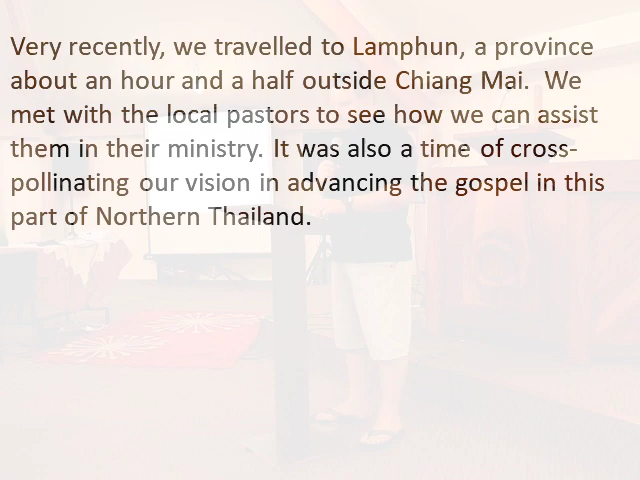 Very recently, we travelled to Lamphun, a province
about an hour and a half outside Chiang Mai.  We
met with the local pastors to see how we can assist
them in their ministry. It was also a time of cross-
pollinating our vision in advancing the gospel in this
part of Northern Thailand.